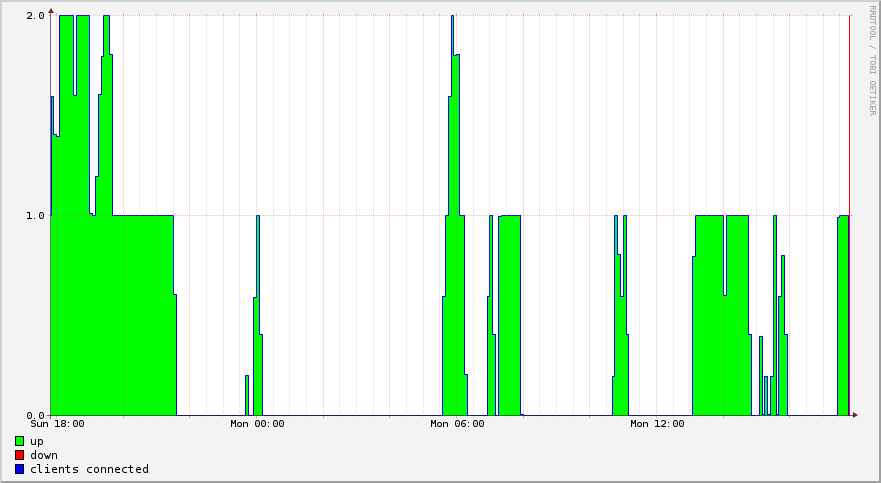 RRDTOOL / TOBI OETIKER
2.0
1.0
0.0
Sun 18:00 Mon 00:00 Mon 06:00 Mon 12:00
up
down
clients connected